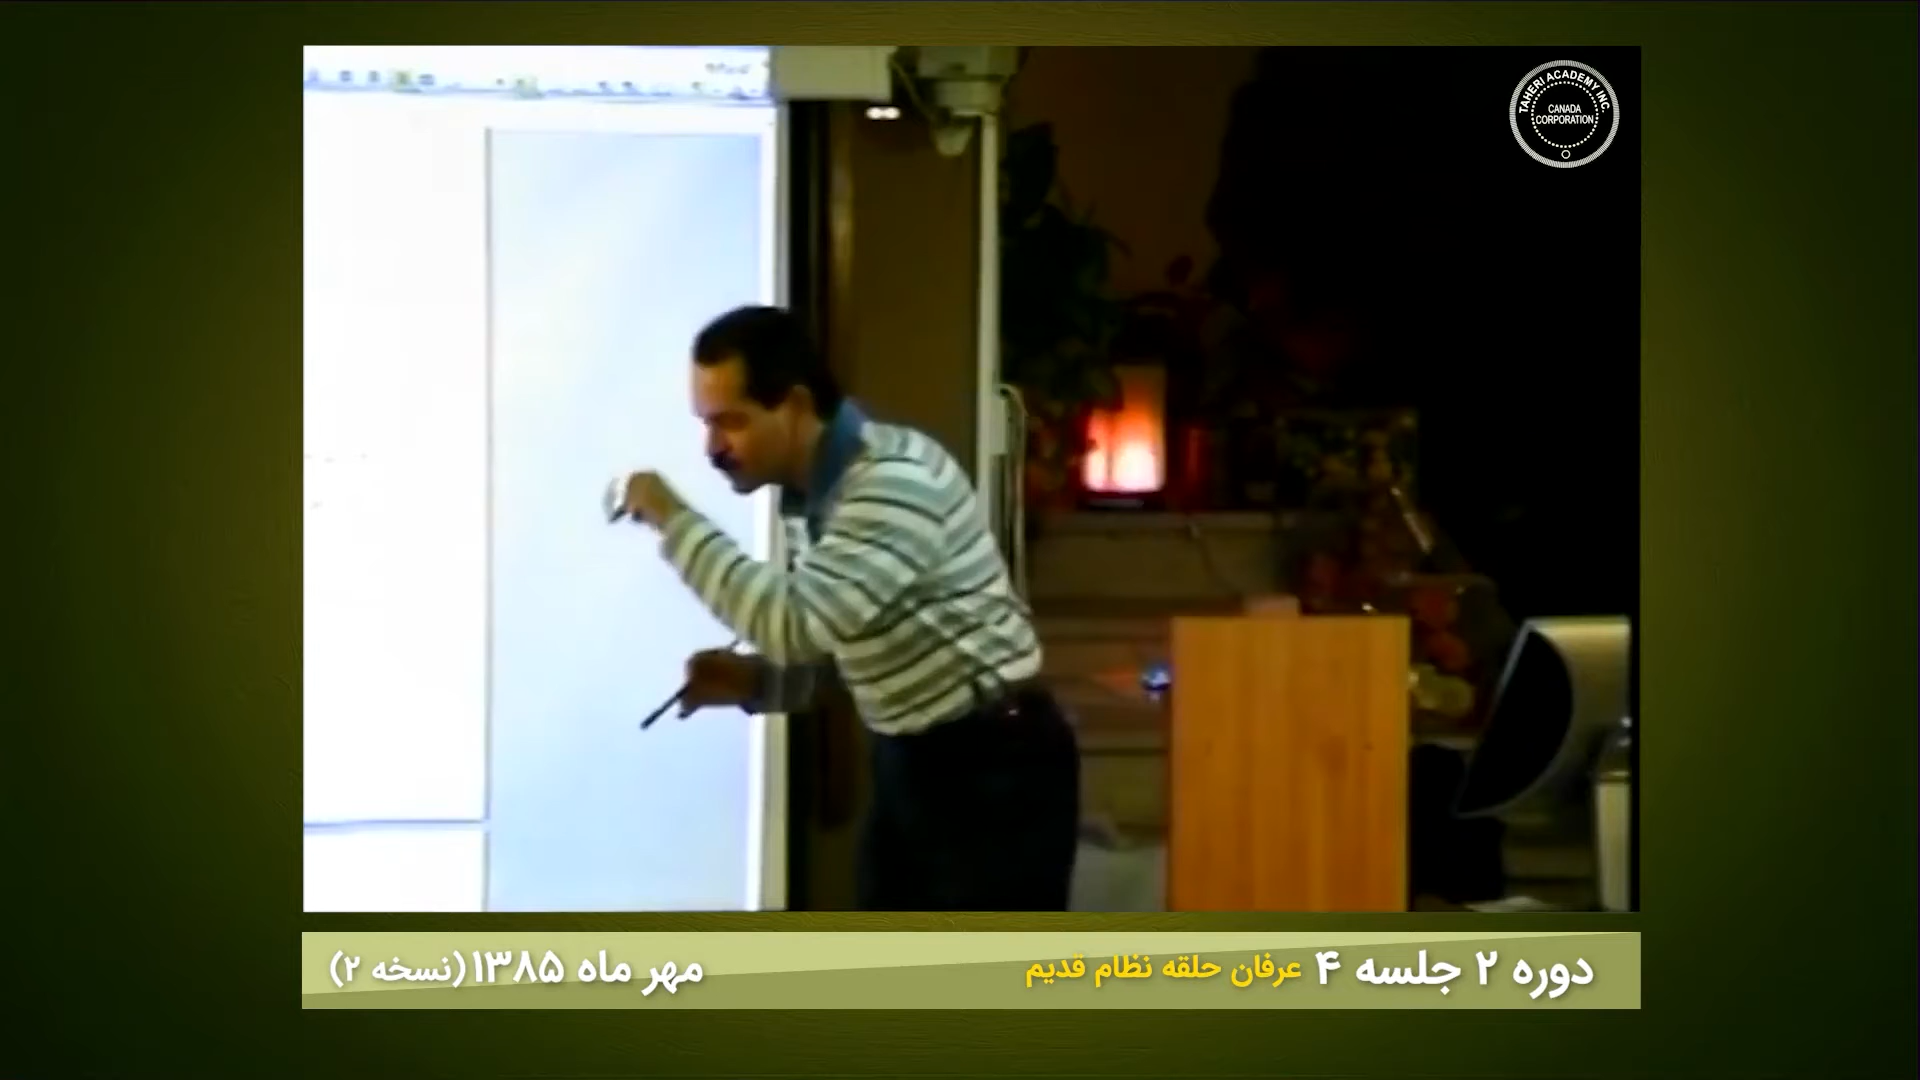 TAHERI ACADEMY INC.
CANADA
CORPORATION
دوره ۲ جلسه ۴ عرفان حلقه نظام قدیم
مهر ماه ۱۳۸۵ (نسخه ۲)